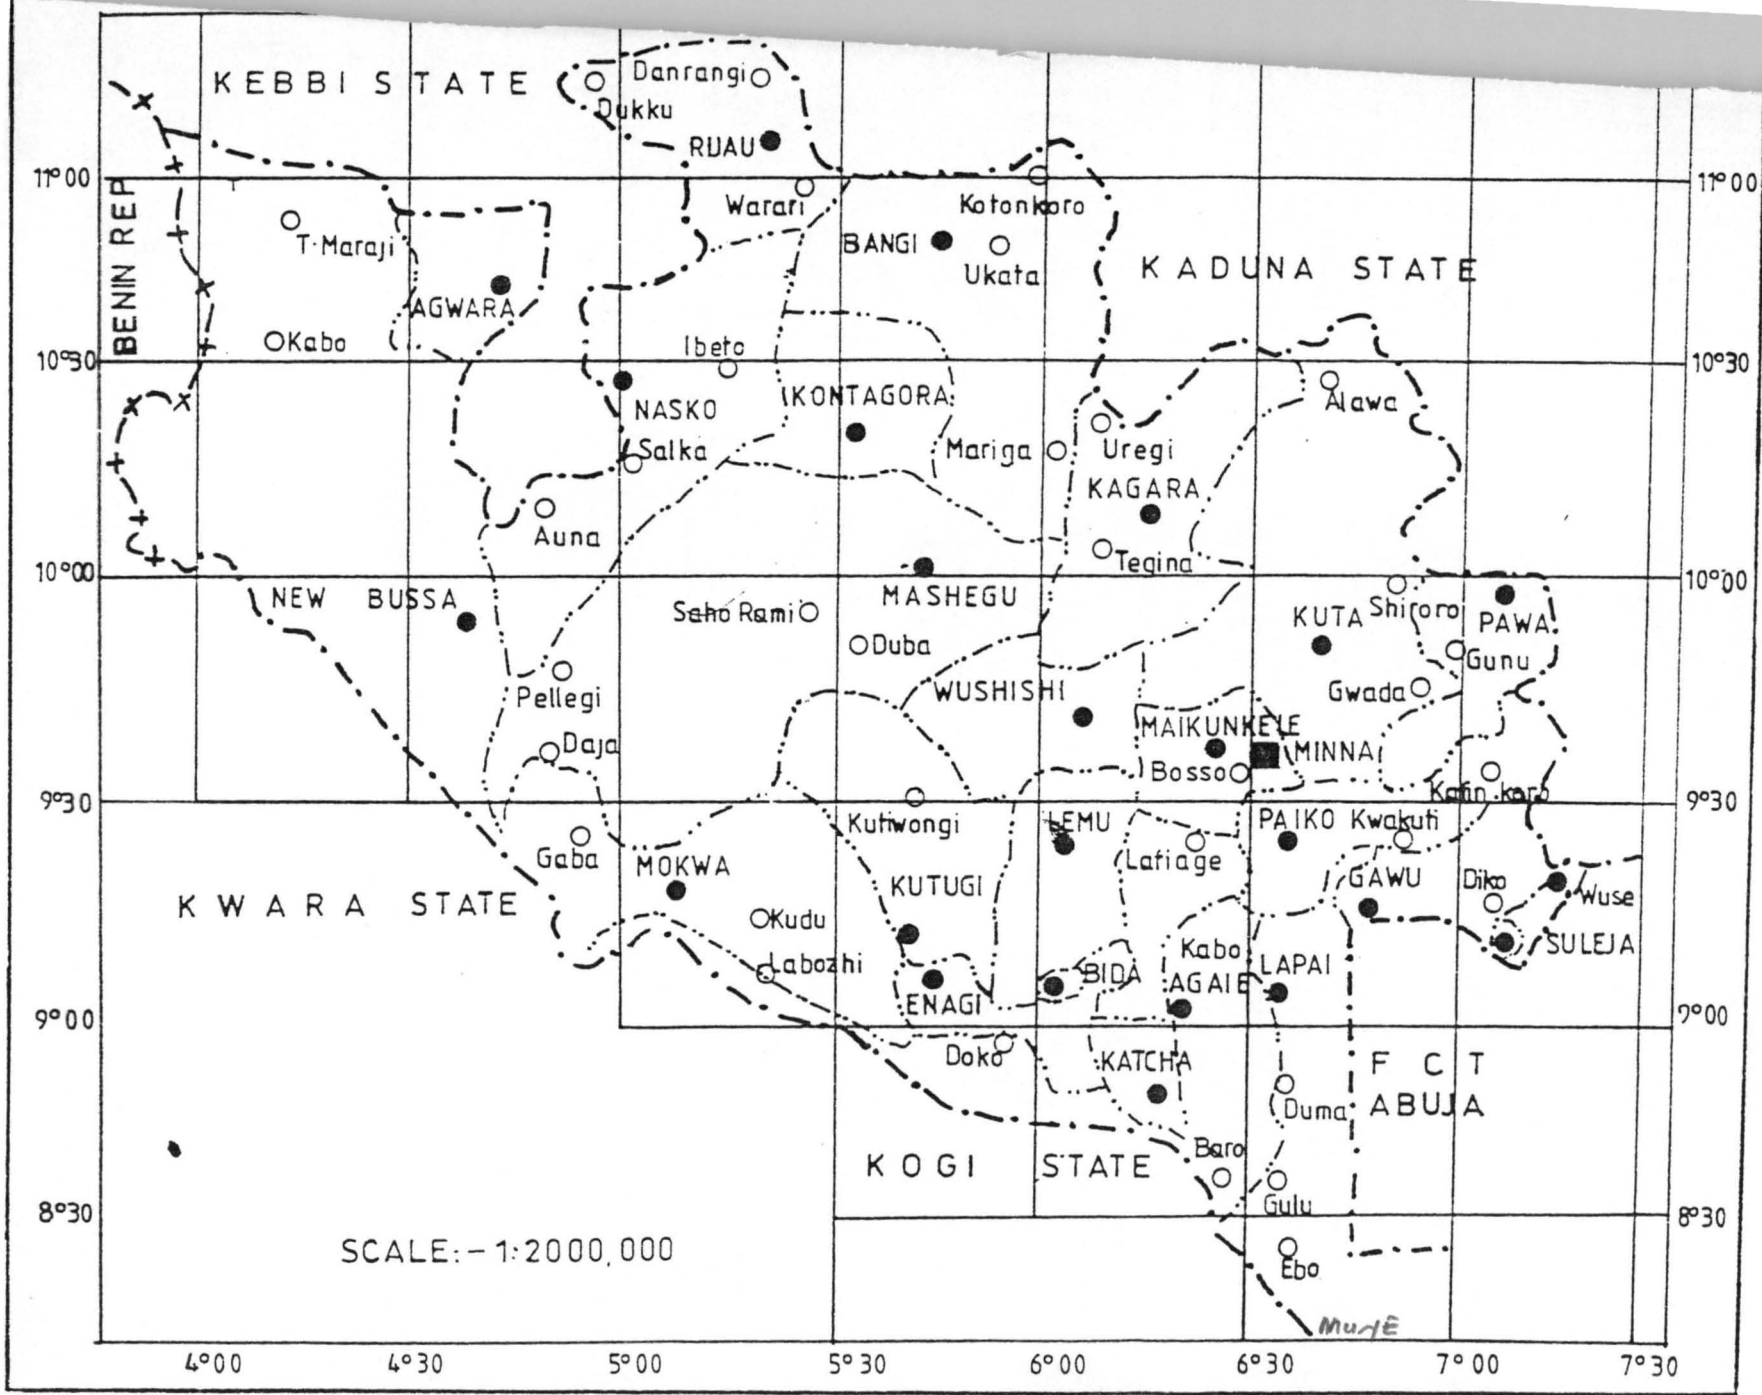 KEBBI STATE
Danrangi
Dukku
RIJAU
11°00
11°00
Warari
Kotonkoro
BENIN REP
T·Maraji
BANGI
Ukata
KADUNA STATE
AGWARA
Kabo
Ibeto
10°30
10°30
NASKO
KONTAGORA
Alawa
Salka
Mariga
Uregi
KAGARA
Auna
Tegina
10°00
10°00
NEW BUSSA
MASHEGU
Saho Rami
KUTA
Shiroro
PAWA
Duba
Gunu
Pellegi
WUSHISHI
Gwada
MAIKUNKELE
Daja
MINNA
Bosso
9°30
Kafin koro
9°30
Kutiwongi
LEMU
PAIKO
Kwakuti
Gaba
MOKWA
Lafiage
KWARA STATE
KUTUGI
GAWU
Diko
Wuse
Kudu
Kabo
SULEJA
Labozhi
BIDA
LAPAI
AGAIE
ENAGI
9°00
9°00
Doko
KATCHA
FCT
ABUJA
Duma
Baro
KOGI STATE
Gulu
8°30
8°30
SCALE:-1:2000,000
Ebo
MuyE
4°00
4°30
5°00
5°30
6°00
6°30
7°00
7°30